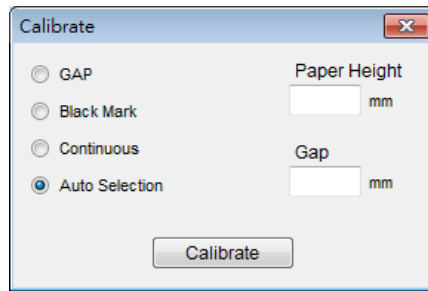 Calibrate
GAP
Black Mark
Continuous
Auto Selection
Paper Height
mm
Gap
mm
Calibrate